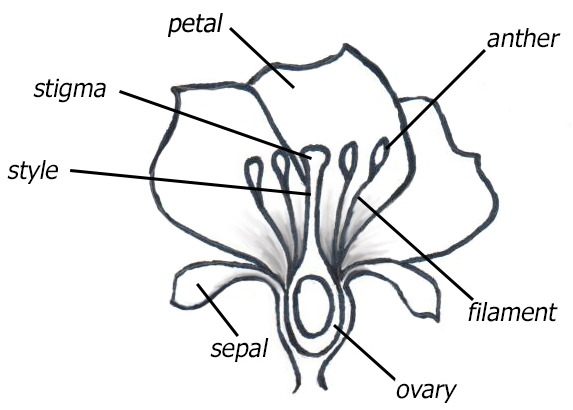 petal
anther
stigma
style
filament
sepal
ovary